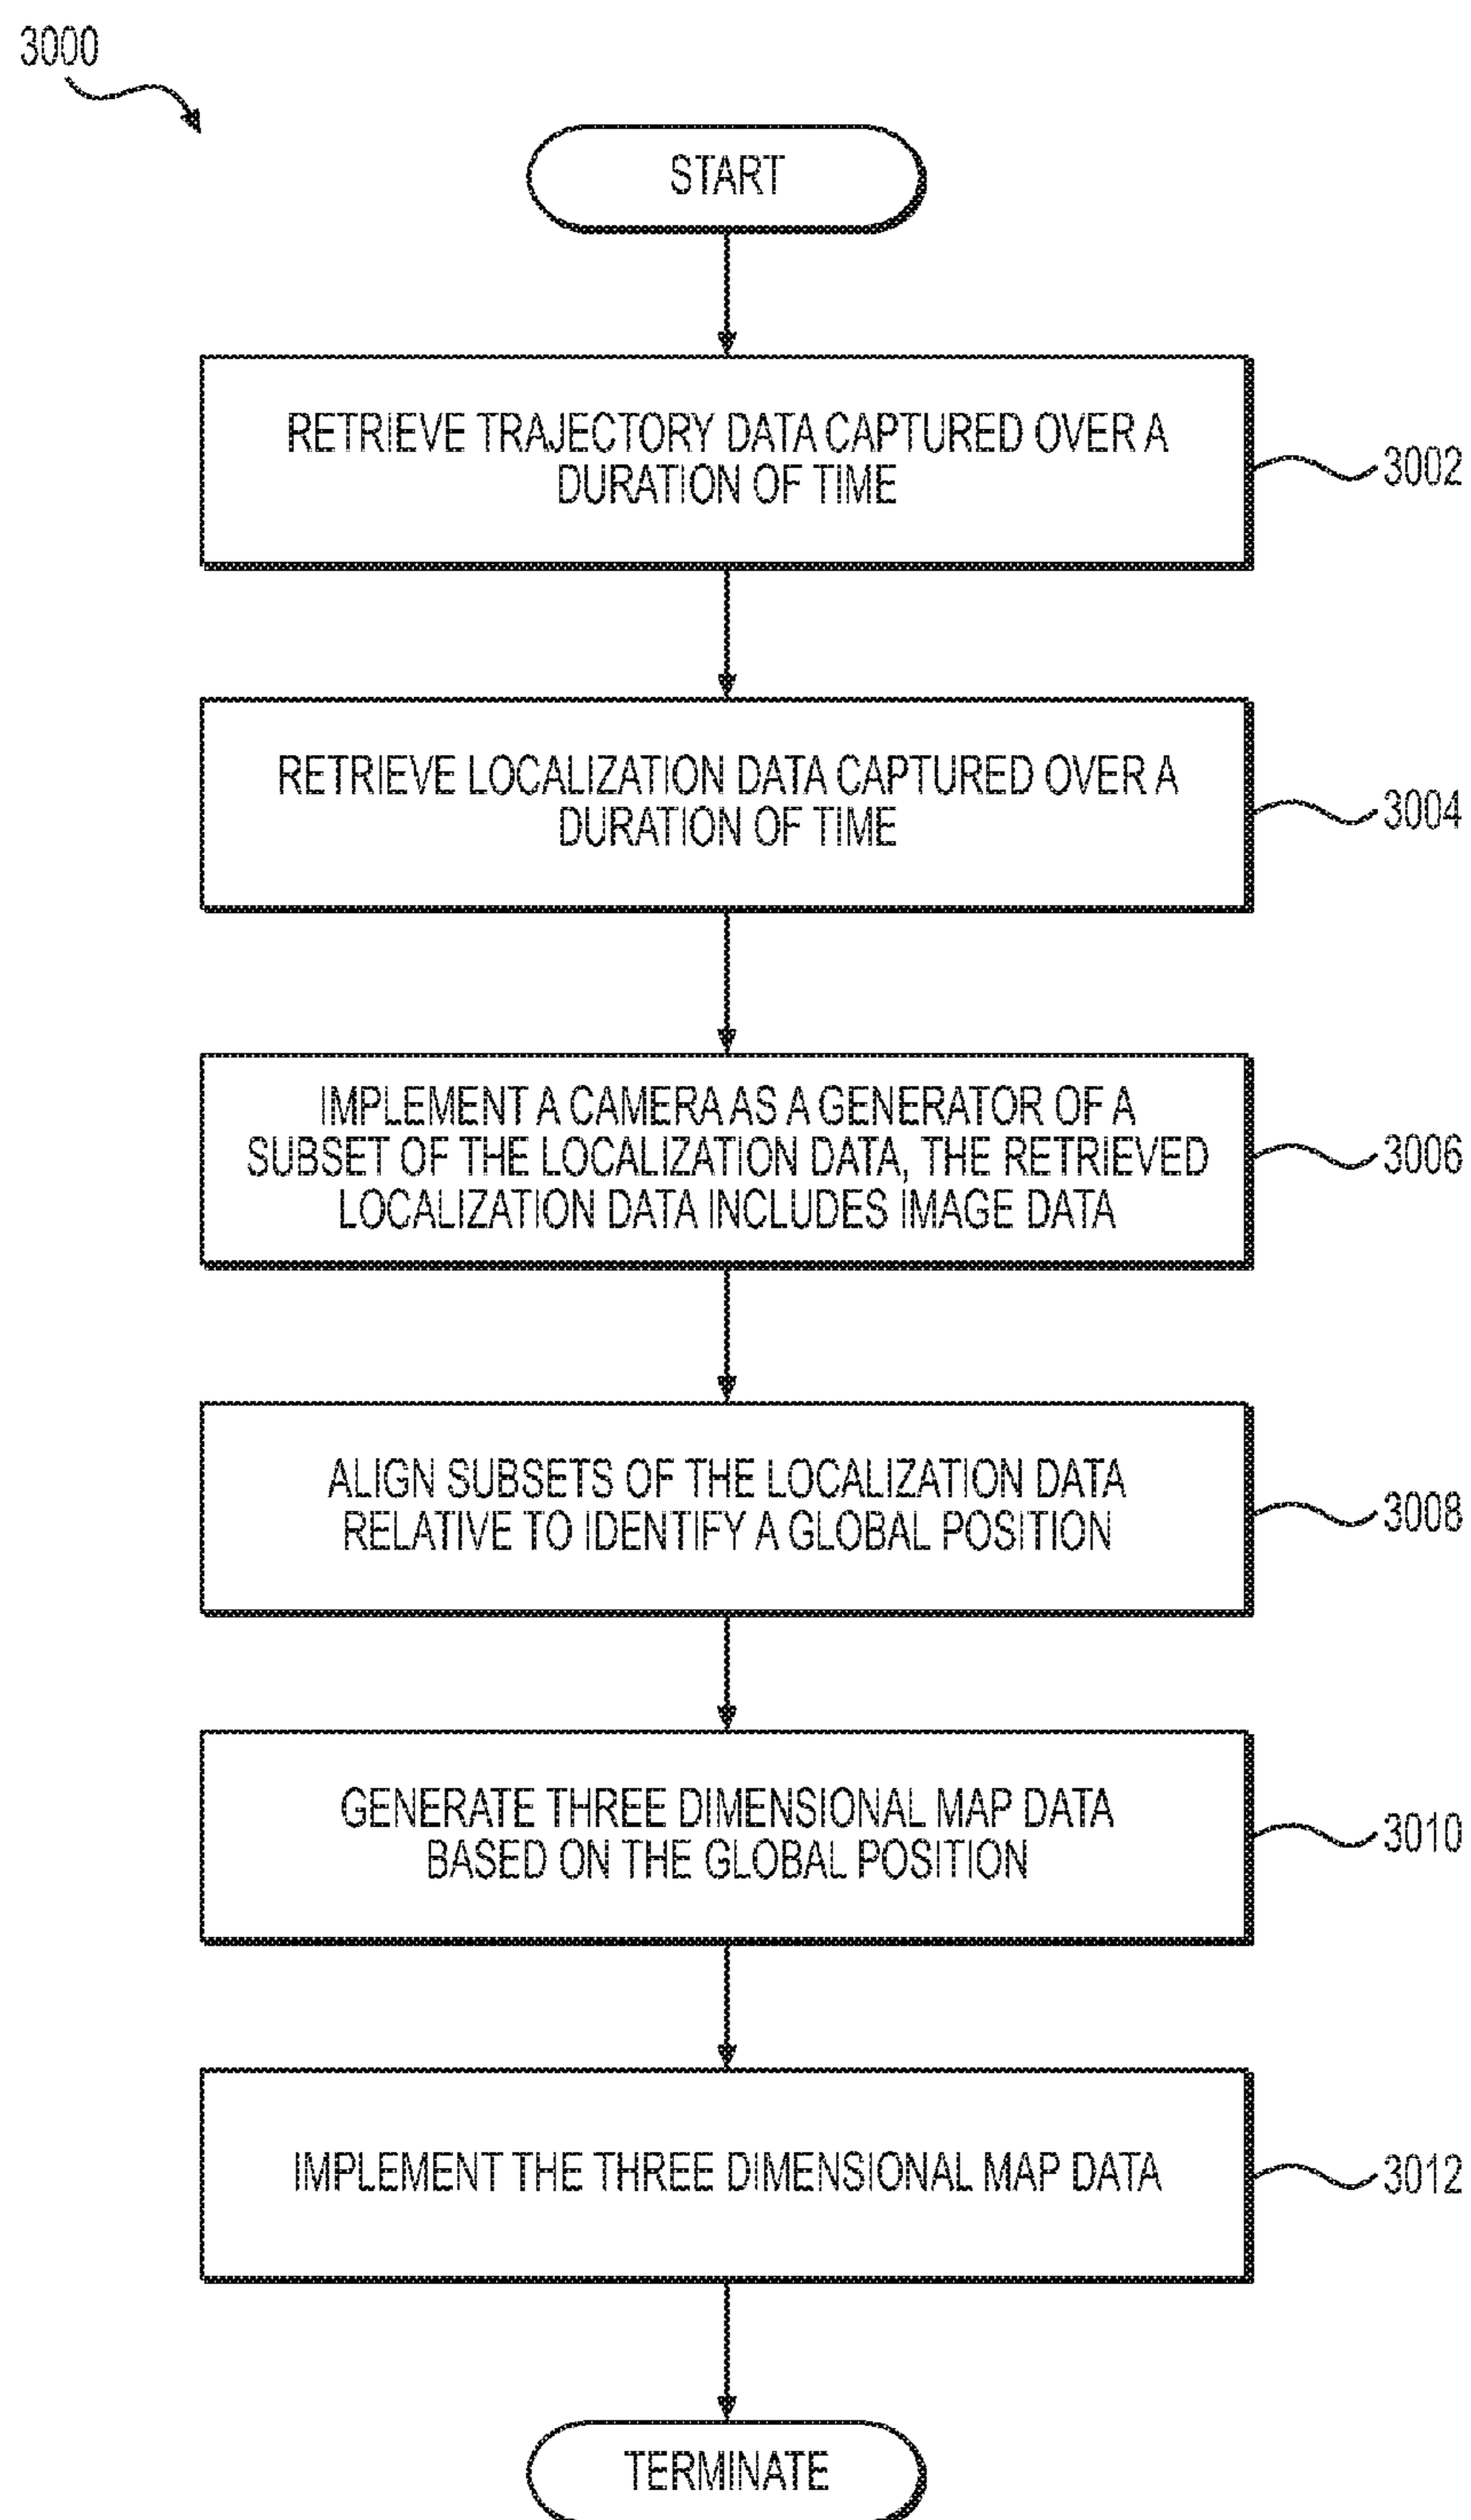 3000
START
RETRIEVE TRAJECTORY DATA CAPTURED OVER A
DURATION OF TIME
3002
RETRIEVE LOCALIZATION DATA CAPTURED OVER A
DURATION OF TIME
3004
IMPLEMENT A CAMERA AS A GENERATOR OF A
SUBSET OF THE LOCALIZATION DATA, THE RETRIEVED
LOCALIZATION DATA INCLUDES IMAGE DATA
3006
ALIGN SUBSETS OF THE LOCALIZATION DATA
RELATIVE TO IDENTIFY A GLOBAL POSITION
3008
GENERATE THREE DIMENSIONAL MAP DATA
BASED ON THE GLOBAL POSITION
3010
IMPLEMENT THE THREE DIMENSIONAL MAP DATA
3012
TERMINATE